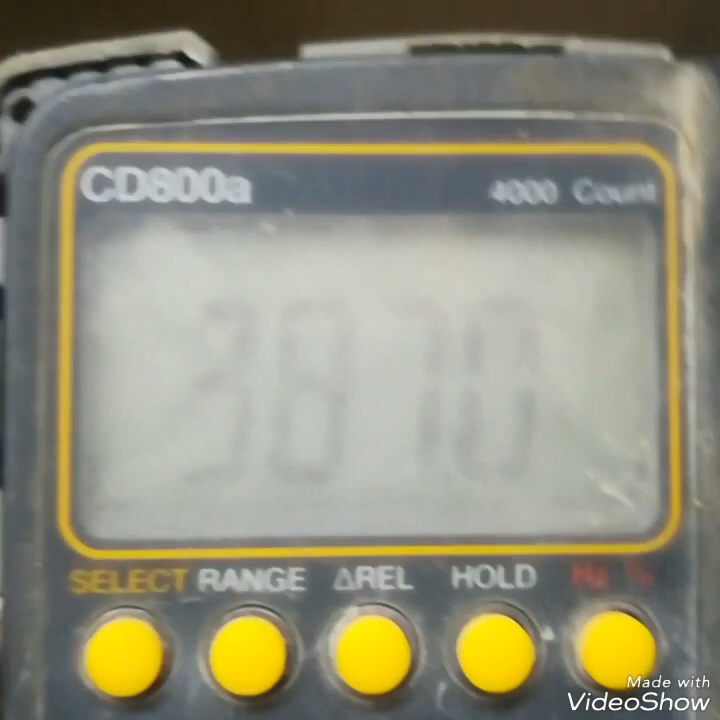 CD800a 4000 Count
3870
SELECT RANGE ΔREL HOLD Hz %
Made with
VideoShow